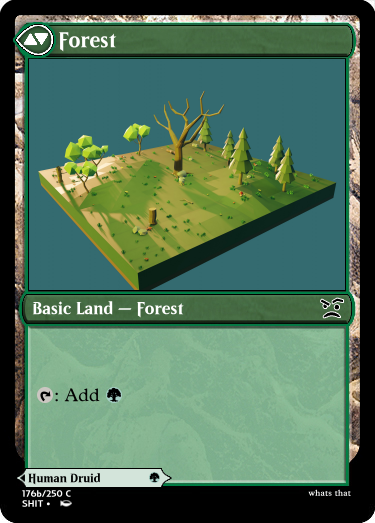 Forest
Basic Land — Forest
: Add
Human Druid
176b/250 C
SHIT •
whats that